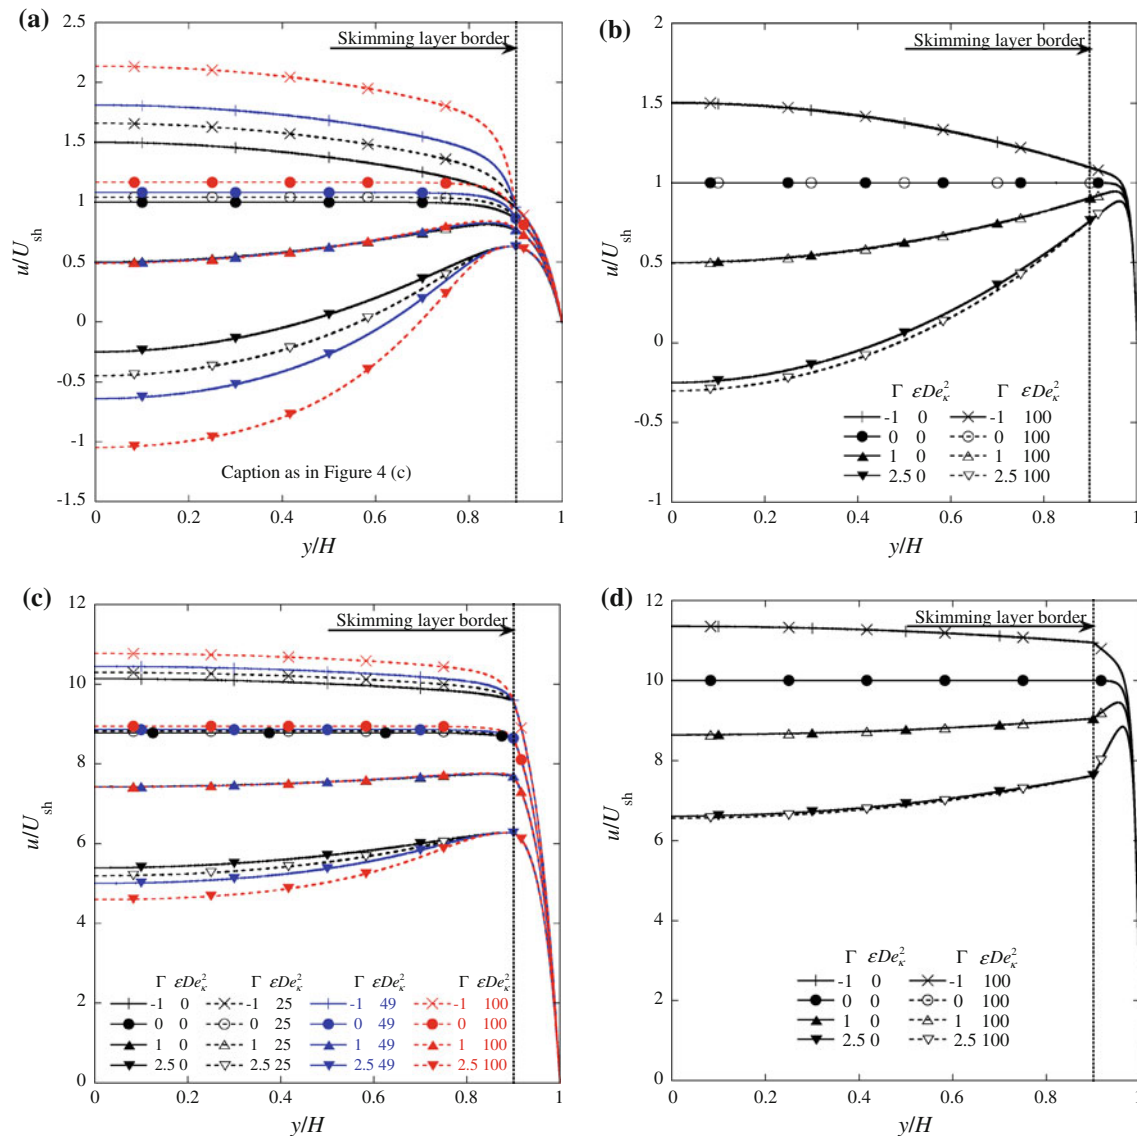 (a)
2.5
2
1.5
1
0.5
0
-0.5
-1
-1.5
u/U_sh
Skimming layer border
Caption as in Figure 4 (c)
0 0.2 0.4 0.6 0.8 1
y/H
(b)
2
1.5
1
0.5
0
-0.5
-1
u/U_sh
Skimming layer border
Γ εDe_κ^2 Γ εDe_κ^2
-1 0 -1 100
0 0 0 100
1 0 1 100
2.5 0 2.5 100
0 0.2 0.4 0.6 0.8 1
y/H
(c)
12
10
8
6
4
2
0
u/U_sh
Skimming layer border
Γ εDe_κ^2 Γ εDe_κ^2 Γ εDe_κ^2 Γ εDe_κ^2
-1 0 -1 25 -1 49 -1 100
0 0 0 25 0 49 0 100
1 0 1 25 1 49 1 100
2.5 0 2.5 25 2.5 49 2.5 100
0 0.2 0.4 0.6 0.8 1
y/H
(d)
12
10
8
6
4
2
0
u/U_sh
Skimming layer border
Γ εDe_κ^2 Γ εDe_κ^2
-1 0 -1 100
0 0 0 100
1 0 1 100
2.5 0 2.5 100
0 0.2 0.4 0.6 0.8 1
y/H